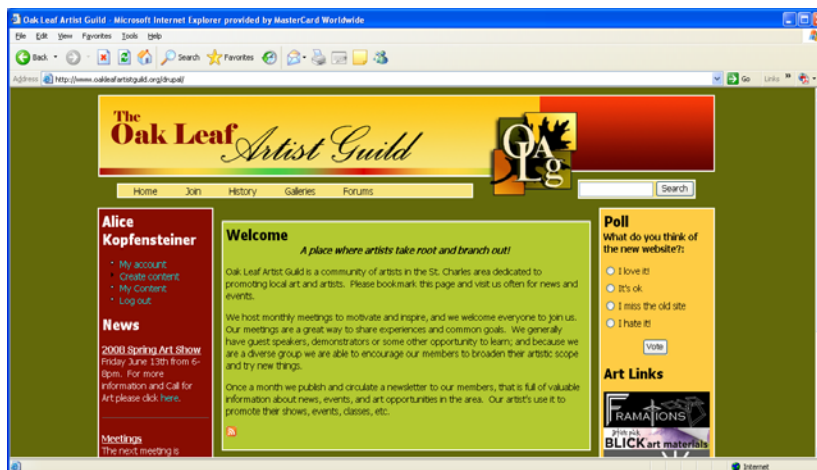 Oak Leaf Artist Guild - Microsoft Internet Explorer provided by MasterCard Worldwide
File Edit View Favorites Tools Help
Back Search Favorites
Address http://www.oakleafartistguild.org/drupal/ Go Links »
The
Oak Leaf Artist Guild
OALg
Home Join History Galleries Forums
Search
Alice
Kopfensteiner
My account
Create content
My Content
Log out
News
2008 Spring Art Show
Friday June 13th from 6-
8pm. For more
information and Call for
Art please click here.
Meetings
The next meeting is
Welcome
A place where artists take root and branch out!
Oak Leaf Artist Guild is a community of artists in the St. Charles area dedicated to
promoting local art and artists. Please bookmark this page and visit us often for news and
events.
We host monthly meetings to motivate and inspire, and we welcome everyone to join us.
Our meetings are a great way to share experiences and common goals. We generally
have guest speakers, demonstrators or some other opportunity to learn; and because we
are a diverse group we are able to encourage our members to broaden their artistic scope
and try new things.
Once a month we publish and circulate a newsletter to our members, that is full of valuable
information about news, events, and art opportunities in the area. Our artist's use it to
promote their shows, events, classes, etc.
Poll
What do you think of
the new website?:
I love it!
It's ok
I miss the old site
I hate it!
Vote
Art Links
FRAMATIONS
BLICK art materials
Internet